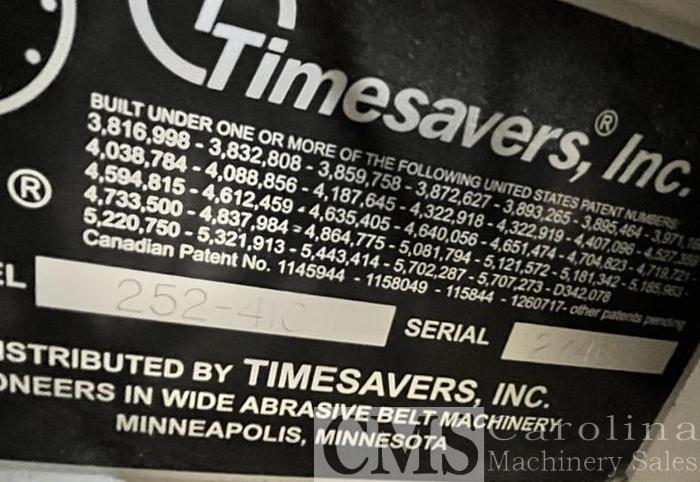 Timesavers, Inc.®
BUILT UNDER ONE OR MORE OF THE FOLLOWING UNITED STATES PATENT NUMBERS:
3,816,998 - 3,832,808 - 3,859,758 - 3,872,627 - 3,893,265 - 3,895,464
4,038,784 - 4,088,856 - 4,187,645 - 4,322,918 - 4,322,919 - 4,407,096
4,594,815 - 4,612,459 - 4,635,405 - 4,640,056 - 4,651,474 - 4,704,823
4,733,500 - 4,837,984 - 4,864,775 - 5,081,794 - 5,121,572 - 5,181,342
5,220,750 - 5,321,913 - 5,443,414 - 5,702,287 - 5,707,273 - D342,078
Canadian Patent No. 1145944 - 1158049 - 115844 - 1260717- other patents pending
®
EL 252-41 SERIAL
STRIBUTED BY TIMESAVERS, INC.
ONEERS IN WIDE ABRASIVE BELT MACHINERY
MINNEAPOLIS, MINNESOTA
CMS Carolina
Machinery Sales